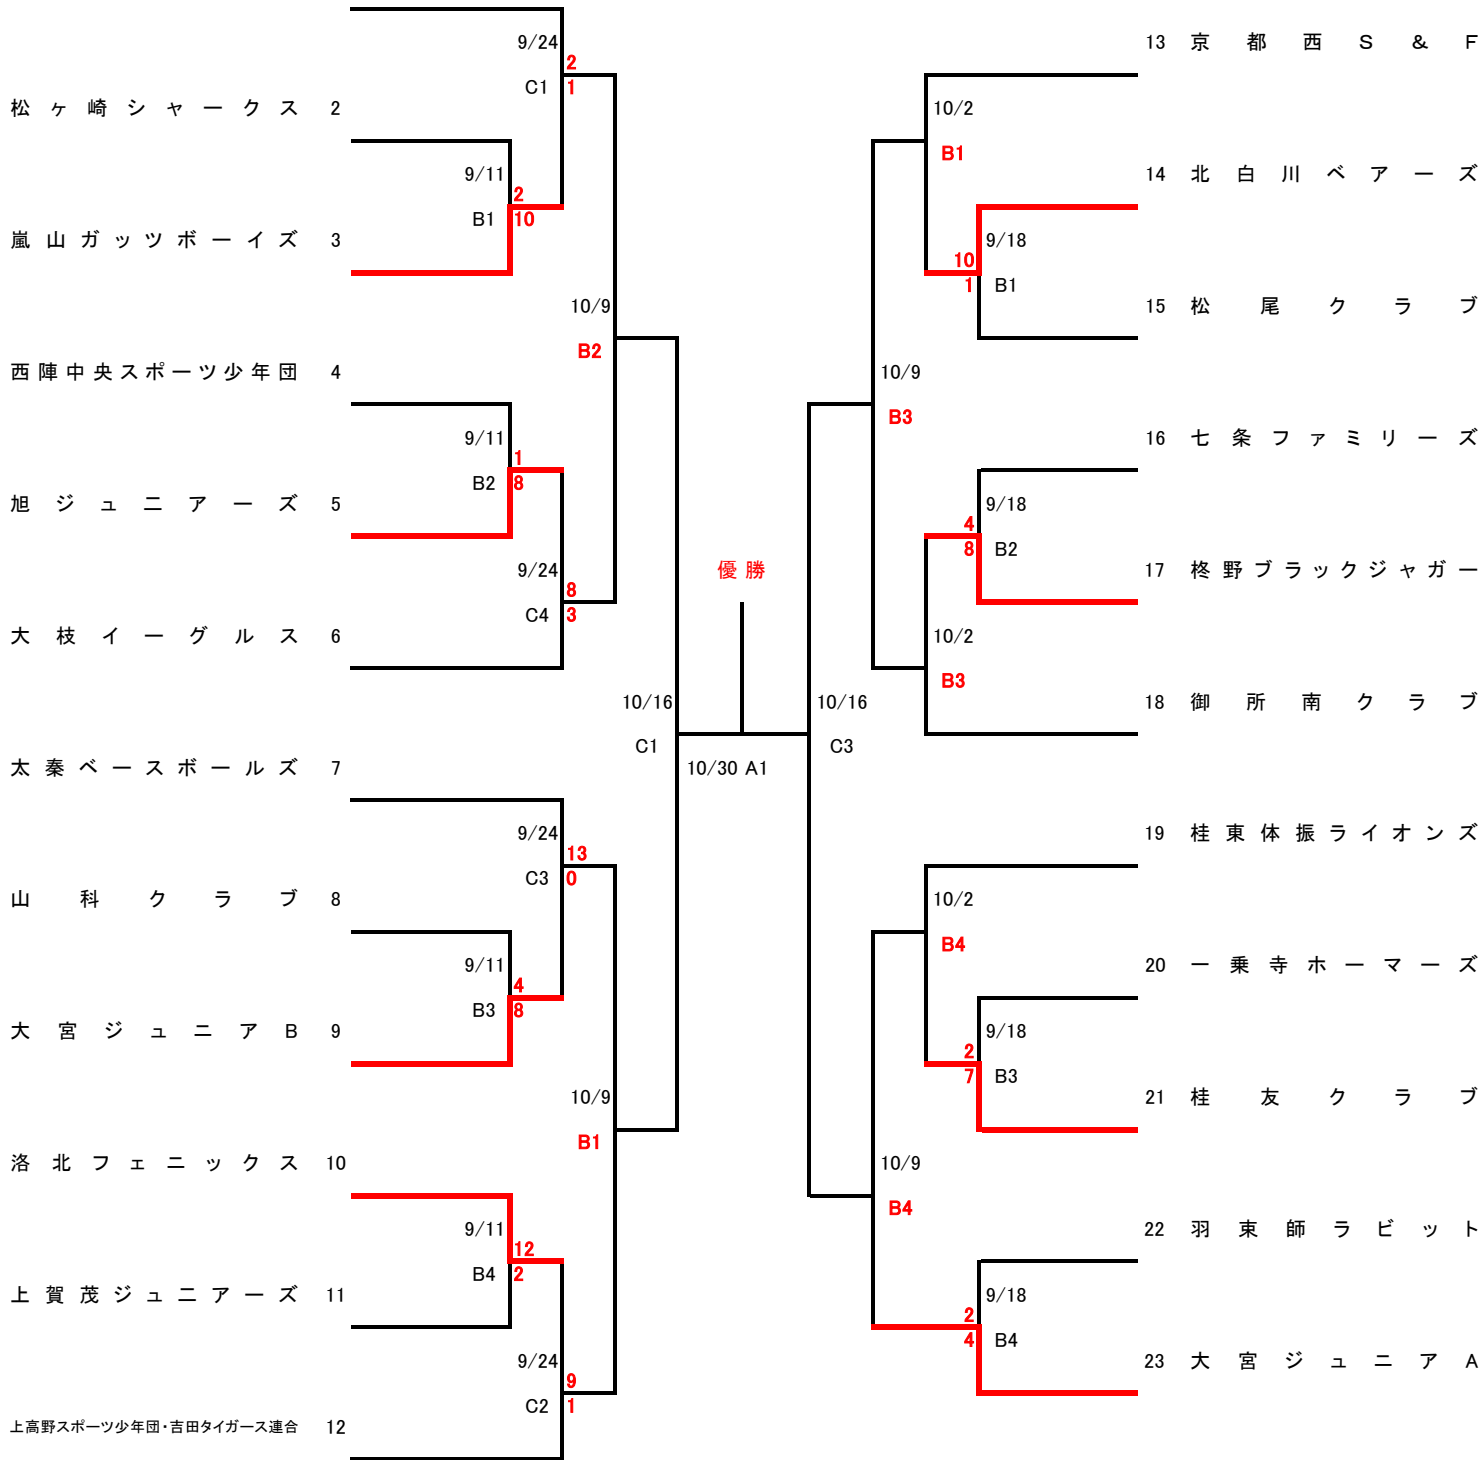 9/24
2
C1
1
松ヶ崎シャークス 2
9/11
2
B1
10
嵐山ガッツボーイズ 3
10/9
B2
西陣中央スポーツ少年団 4
9/11
1
B2
8
旭ジュニアーズ 5
9/24
8
C4
3
大枝イーグルス 6
10/16
C1
太秦ベースボールズ 7
9/24
13
C3
0
山科クラブ 8
9/11
4
B3
8
大宮ジュニアB 9
10/9
B1
洛北フェニックス 10
9/11
12
B4
2
上賀茂ジュニアーズ 11
9/24
9
C2
1
上高野スポーツ少年団・吉田タイガース連合 12
優勝
10/30 A1
13 京都西S&F
10/2
B1
14 北白川ベアーズ
9/18
10
1
B1
15 松尾クラブ
10/9
B3
16 七条ファミリーズ
9/18
4
8
B2
17 柊野ブラックジャガー
10/2
B3
18 御所南クラブ
10/16
C3
19 桂東体振ライオンズ
10/2
B4
20 一乗寺ホーマーズ
9/18
2
7
B3
21 桂友クラブ
10/9
B4
22 羽束師ラビット
9/18
2
4
B4
23 大宮ジュニアA